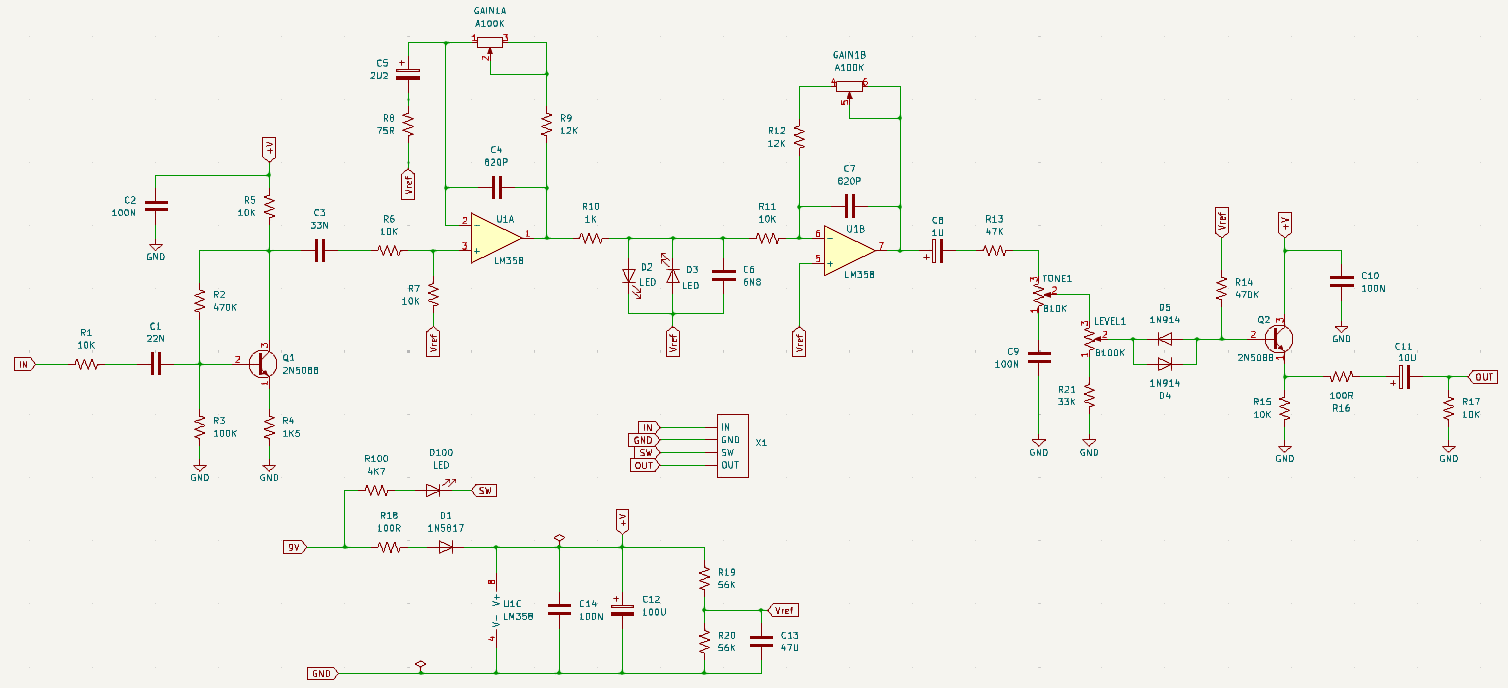 GAIN1A
A100K
1
3
2
C5
2U2
+
R8
75R
Vref
R9
12K
C4
820P
GAIN1B
A100K
4
6
5
R12
12K
C7
820P
+V
C2
100N
GND
R5
10K
C3
33N
R6
10K
R7
10K
Vref
2
3
1
U1A
LM358
R10
1K
D2
LED
D3
LED
C6
6N8
Vref
R11
10K
6
5
7
U1B
LM358
Vref
C8
1U
+
R13
47K
TONE1
3
2
1
B10K
C9
100N
GND
LEVEL1
3
2
1
B100K
R21
33K
GND
D5
1N914
1N914
D4
Vref
R14
470K
+V
C10
100N
GND
Q2
2N5088
3
2
1
R15
10K
GND
100R
R16
C11
10U
+
OUT
R17
10K
GND
IN
R1
10K
C1
22N
R2
470K
R3
100K
GND
2
3
1
Q1
2N5088
R4
1K5
GND
IN
GND
SW
OUT
IN
GND
SW
OUT
X1
R100
4K7
D100
LED
SW
9V
R18
100R
D1
1N5817
+V
8
V+
U1C
LM358
V-
4
C14
100N
C12
100U
+
R19
56K
Vref
R20
56K
C13
47U
GND